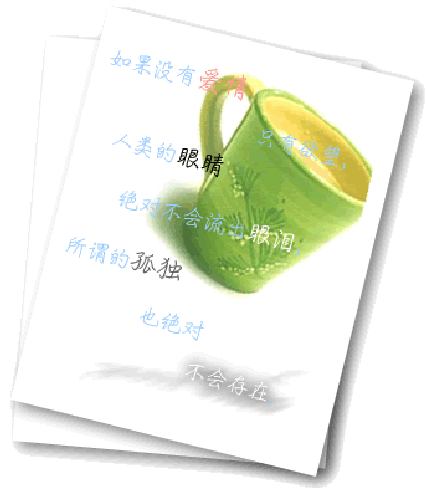 如果没有爱情
只有欲望,
人类的眼睛
绝对不会流出眼泪,
所谓的孤独
也绝对
不会存在